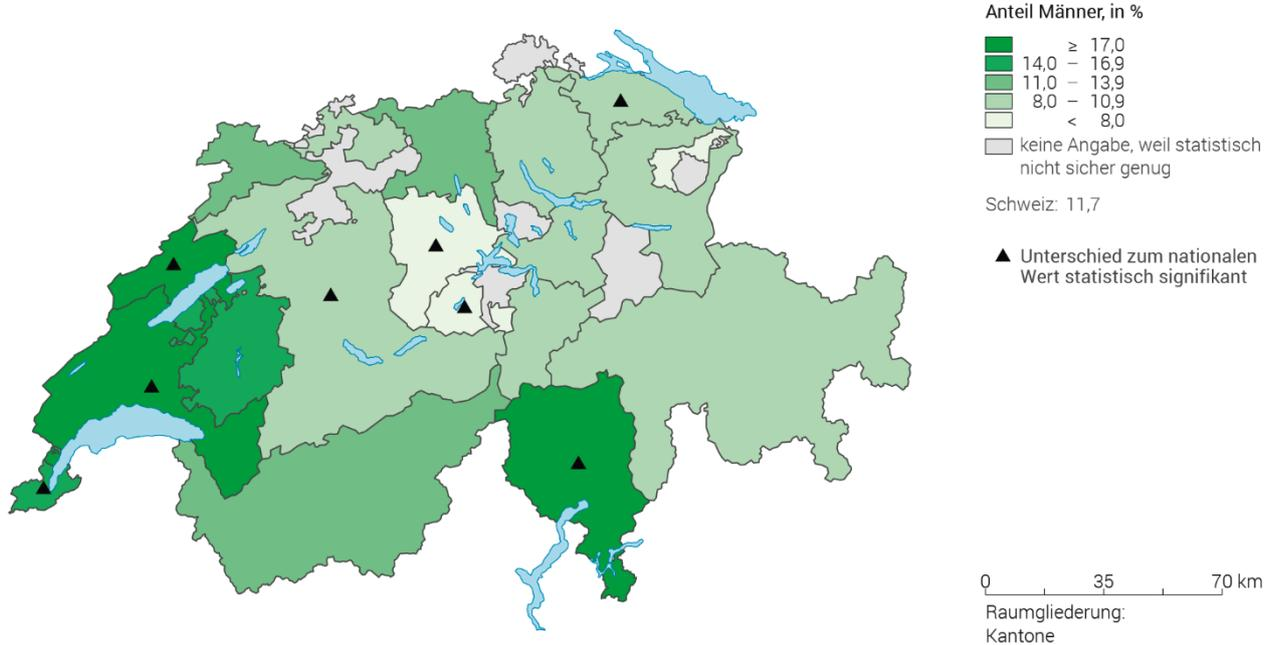 Anteil Männer, in %
≥ 17,0
14,0 – 16,9
11,0 – 13,9
8,0 – 10,9
< 8,0
keine Angabe, weil statistisch
nicht sicher genug
Schweiz: 11,7
Unterschied zum nationalen
Wert statistisch signifikant
0 35 70 km
Raumgliederung:
Kantone